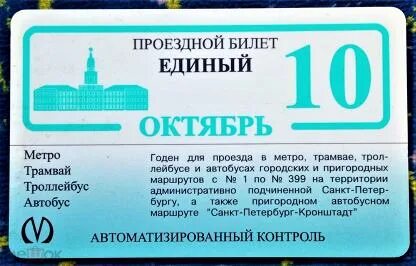 ПРОЕЗДНОЙ БИЛЕТ
ЕДИНЫЙ
10
ОКТЯБРЬ
Метро
Трамвай
Троллейбус
Автобус
Годен для проезда в метро, трамвае, трол-
лейбусе и автобусах городских и пригородных
маршрутов с № 1 по № 399 на территории
административно подчиненной Санкт-Петер-
бургу, а также пригородном автобусном
маршруте "Санкт-Петербург-Кронштадт"
АВТОМАТИЗИРОВАННЫЙ КОНТРОЛЬ